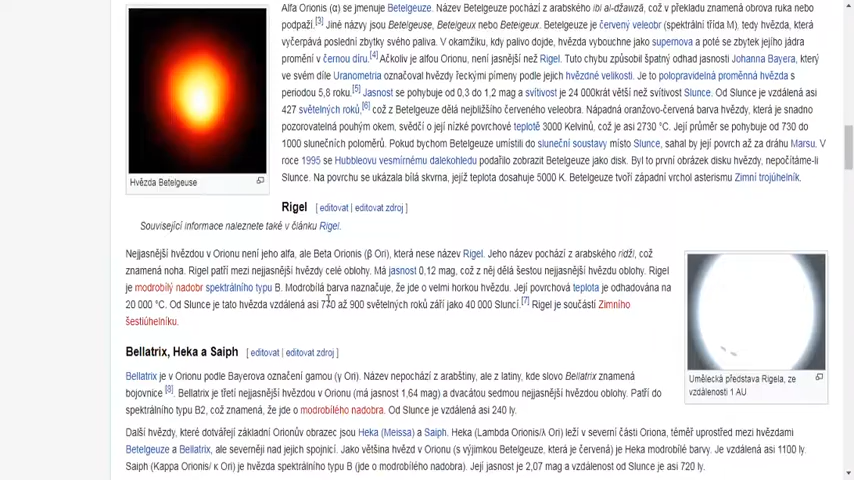 Alfa Orionis (α) se jmenuje Betelgeuze. Název Betelgeuze pochází z arabského ibi al-džawzá, což v překladu znamená obrova ruka nebo
podpaží.[3] Jiné názvy jsou Betelgeuse, Betelgeux nebo Beteigeux. Betelgeuze je červený veleobr (spektrální třída M), tedy hvězda, která
vyčerpává poslední zbytky svého paliva. V okamžiku, kdy palivo dojde, hvězda vybouchne jako supernova a poté se zbytek jejího jádra
promění v černou díru.[4] Ačkoliv je alfou Orionu, není jasnější než Rigel. Tuto chybu způsobil špatný odhad jasnosti Johanna Bayera, který
ve svém díle Uranometria označoval hvězdy řeckými písmeny podle jejich hvězdné velikosti. Je to polopravidelná proměnná hvězda s
periodou 5,8 roku.[5] Jasnost se pohybuje od 0,3 do 1,2 mag a svítivost je 24 000krát větší než svítivost Slunce. Od Slunce je vzdálená asi
427 světelných roků,[6] což z Betelgeuze dělá nejbližšího červeného veleobra. Nápadná oranžovo-červená barva hvězdy, která je snadno
pozorovatelná pouhým okem, svědčí o její nízké povrchové teplotě 3000 Kelvinů, což je asi 2730 °C. Její průměr se pohybuje od 730 do
1000 slunečních poloměrů. Pokud bychom Betelgeuze umístili do sluneční soustavy místo Slunce, sahal by její povrch až za dráhu Marsu. V
roce 1995 se Hubbleovu vesmírnému dalekohledu podařilo zobrazit Betelgeuze jako disk. Byl to první obrázek disku hvězdy, nepočítáme-li
Slunce. Na povrchu se ukázala bílá skvrna, jejíž teplota dosahuje 5000 K. Betelgeuze tvoří západní vrchol asterismu Zimní trojúhelník.
Hvězda Betelgeuse
Rigel [ editovat | editovat zdroj ]
Související informace naleznete také v článku Rigel.
Nejjasnější hvězdou v Orionu není jeho alfa, ale Beta Orionis (β Ori), která nese název Rigel. Jeho název pochází z arabského ridží, což
znamená noha. Rigel patří mezi nejjasnější hvězdy celé oblohy. Má jasnost 0,12 mag, což z něj dělá šestou nejjasnější hvězdu oblohy. Rigel
je modrobílý nadobr spektrálního typu B. Modrobílá barva naznačuje, že jde o velmi horkou hvězdu. Její povrchová teplota je odhadována na
20 000 °C. Od Slunce je tato hvězda vzdálená asi 770 až 900 světelných roků září jako 40 000 Sluncí.[7] Rigel je součástí Zimního
šestiúhelníku.
Umělecká představa Rigela, ze
vzdálenosti 1 AU
Bellatrix, Heka a Saiph [ editovat | editovat zdroj ]
Bellatrix je v Orionu podle Bayerova označení gamou (γ Ori). Název nepochází z arabštiny, ale z latiny, kde slovo Bellatrix znamená
bojovnice [8]. Bellatrix je třetí nejjasnější hvězdou v Orionu (má jasnost 1,64 mag) a dvacátou sedmou nejjasnější hvězdou oblohy. Patří do
spektrálního typu B2, což znamená, že jde o modrobílého nadobra. Od Slunce je vzdálená asi 240 ly.
Další hvězdy, které dotvářejí základní Orionův obrazec jsou Heka (Meissa) a Saiph. Heka (Lambda Orionis/λ Ori) leží v severní části Oriona, téměř uprostřed mezi hvězdami
Betelgeuze a Bellatrix, ale severněji nad jejich spojnicí. Jako většina hvězd v Orionu (s výjimkou Betelgeuze, která je červená) je Heka modrobílé barvy. Je vzdálená asi 1100 ly.
Saiph (Kappa Orionis/ κ Ori) je hvězda spektrálního typu B (jde o modrobílého nadobra). Její jasnost je 2,07 mag a vzdálenost od Slunce je asi 720 ly.